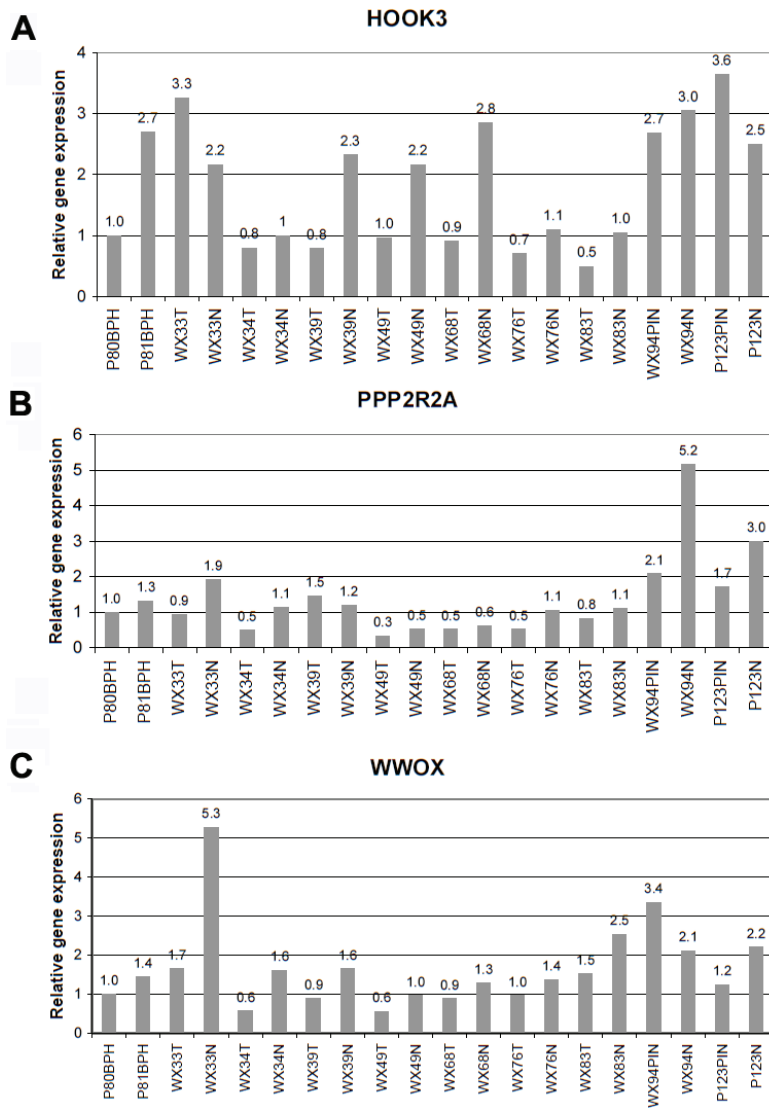 A
HOOK3
Relative gene expression
4
3
2
1
0
1.0
2.7
3.3
2.2
0.8
1
0.8
2.3
1.0
2.2
0.9
2.8
0.7
1.1
0.5
1.0
2.7
3.0
3.6
2.5
P80BPH
P81BPH
WX33T
WX33N
WX34T
WX34N
WX39T
WX39N
WX49T
WX49N
WX68T
WX68N
WX76T
WX76N
WX83T
WX83N
WX94PIN
WX94N
P123PIN
P123N
B
PPP2R2A
Relative gene expression
6
5
4
3
2
1
0
1.0
1.3
0.9
1.9
0.5
1.1
1.5
1.2
0.3
0.5
0.5
0.6
0.5
1.1
0.8
1.1
2.1
5.2
1.7
3.0
P80BPH
P81BPH
WX33T
WX33N
WX34T
WX34N
WX39T
WX39N
WX49T
WX49N
WX68T
WX68N
WX76T
WX76N
WX83T
WX83N
WX94PIN
WX94N
P123PIN
P123N
C
WWOX
Relative gene expression
6
5
4
3
2
1
0
1.0
1.4
1.7
5.3
0.6
1.6
0.9
1.6
0.6
1.0
0.9
1.3
1.0
1.4
1.5
2.5
3.4
2.1
1.2
2.2
P80BPH
P81BPH
WX33T
WX33N
WX34T
WX34N
WX39T
WX39N
WX49T
WX49N
WX68T
WX68N
WX76T
WX76N
WX83T
WX83N
WX94PIN
WX94N
P123PIN
P123N